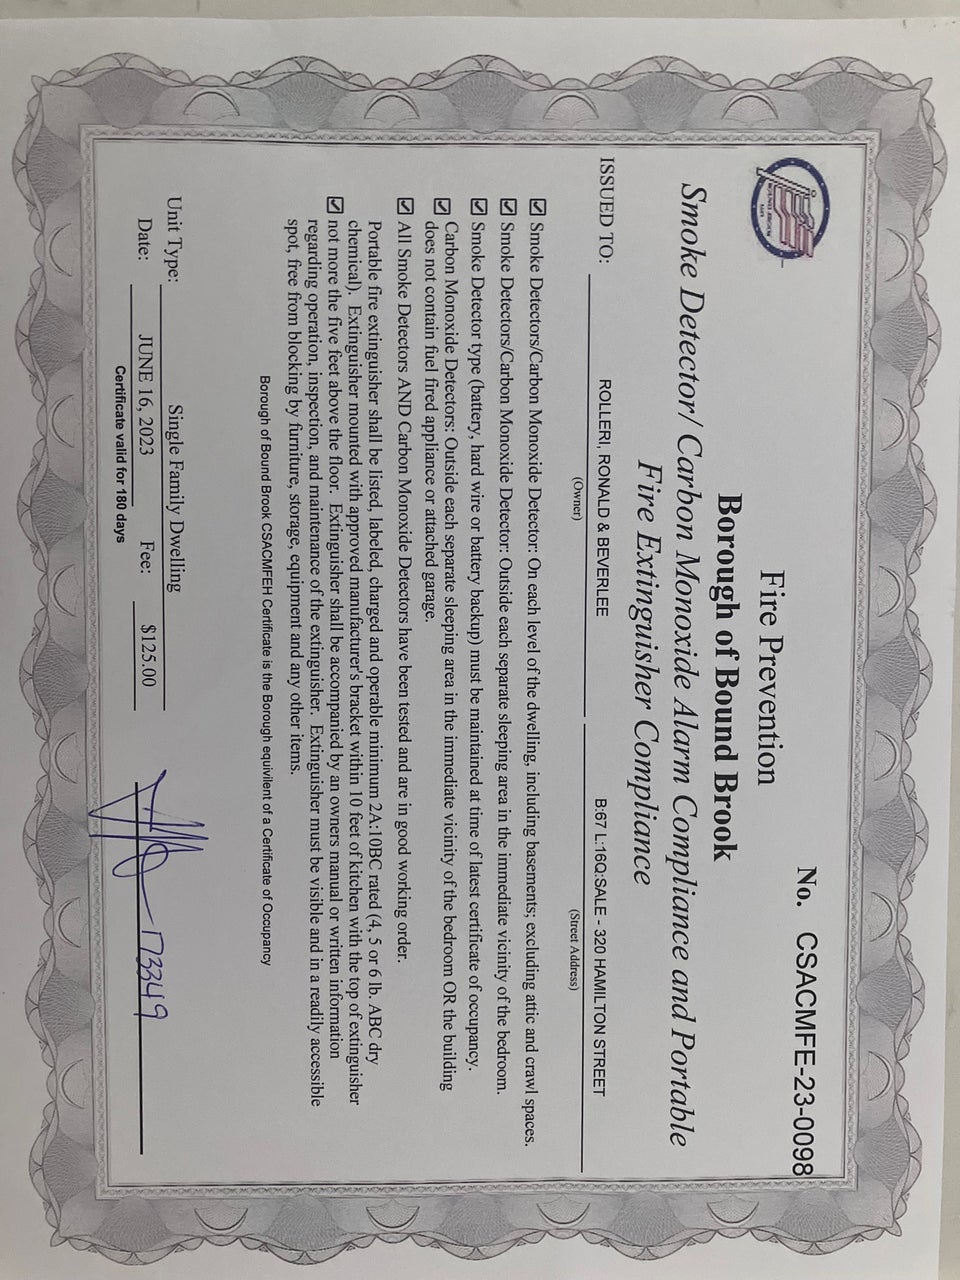 No. CSACMFE-23-0098
Fire Prevention
Borough of Bound Brook
Smoke Detector/ Carbon Monoxide Alarm Compliance and Portable
Fire Extinguisher Compliance
ISSUED TO: ROLLERI, RONALD & BEVERLEE B:67 L:16Q:SALE - 320 HAMILTON STREET
(Owner) (Street Address)
☑ Smoke Detectors/Carbon Monoxide Detector: On each level of the dwelling, including basements; excluding attic and crawl spaces.
☑ Smoke Detectors/Carbon Monoxide Detector: Outside each separate sleeping area in the immediate vicinity of the bedroom.
☑ Smoke Detector type (battery, hard wire or battery backup) must be maintained at time of latest certificate of occupancy.
☑ Carbon Monoxide Detectors: Outside each separate sleeping area in the immediate vicinity of the bedroom OR the building
does not contain fuel fired appliance or attached garage.
☑ All Smoke Detectors AND Carbon Monoxide Detectors have been tested and are in good working order.
Portable fire extinguisher shall be listed, labeled, charged and operable minimum 2A:10BC rated (4, 5 or 6 lb. ABC dry
chemical). Extinguisher mounted with approved manufacturer's bracket within 10 feet of kitchen with the top of extinguisher
☑ not more the five feet above the floor. Extinguisher shall be accompanied by an owners manual or written information
regarding operation, inspection, and maintenance of the extinguisher. Extinguisher must be visible and in a readily accessible
spot, free from blocking by furniture, storage, equipment and any other items.
Borough of Bound Brook CSACMFEH Certificate is the Borough equivilent of a Certificate of Occupancy
Unit Type: Single Family Dwelling
Date: JUNE 16, 2023 Fee: $125.00 173349
Certificate valid for 180 days